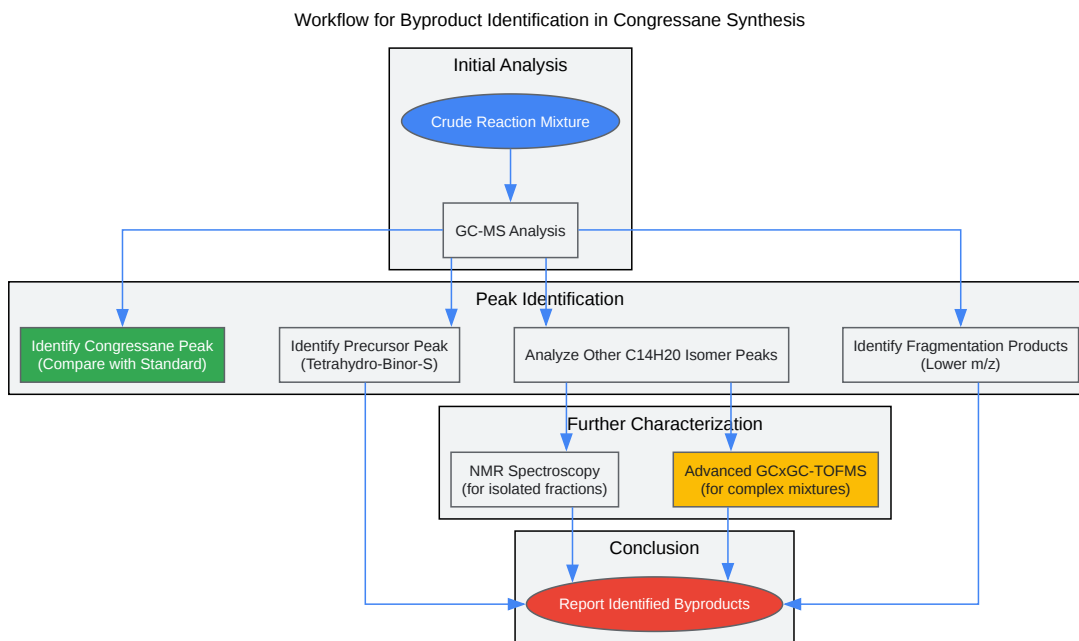 Workflow for Byproduct Identification in Congressane Synthesis
Initial Analysis
Crude Reaction Mixture
GC-MS Analysis
Peak Identification
Identify Congressane Peak
(Compare with Standard)
Identify Precursor Peak
(Tetrahydro-Binor-S)
Analyze Other C14H20 Isomer Peaks
Identify Fragmentation Products
(Lower m/z)
Further Characterization
NMR Spectroscopy
(for isolated fractions)
Advanced GCxGC-TOFMS
(for complex mixtures)
Conclusion
Report Identified Byproducts